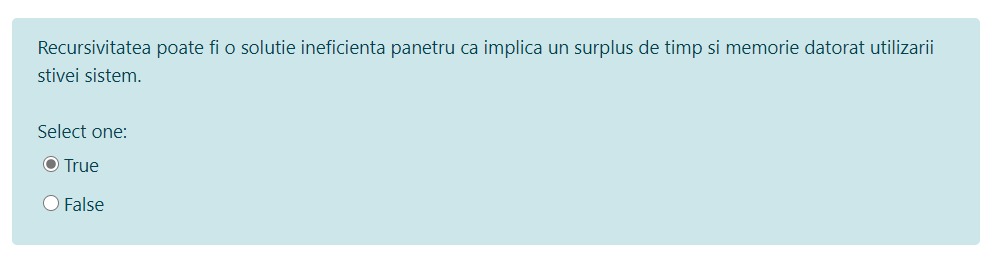 Recursivitatea poate fi o solutie ineficienta panetru ca implica un surplus de timp si memorie datorat utilizarii
stivei sistem.
Select one:
True
False